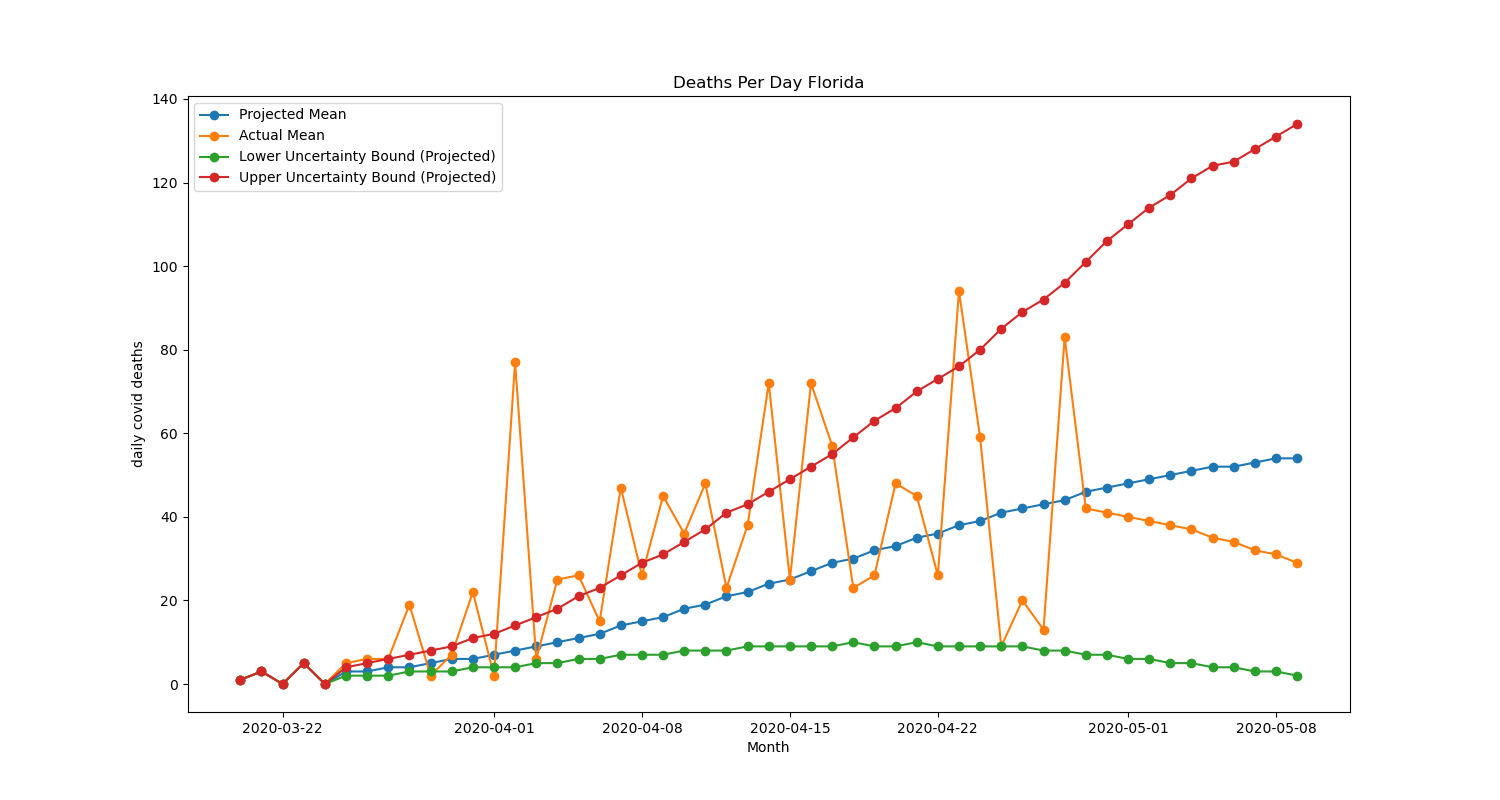 Deaths Per Day Florida
140
120
100
80
60
40
20
0
daily covid deaths
Projected Mean
Actual Mean
Lower Uncertainty Bound (Projected)
Upper Uncertainty Bound (Projected)
2020-03-22
2020-04-01
2020-04-08
2020-04-15
2020-04-22
2020-05-01
2020-05-08
Month